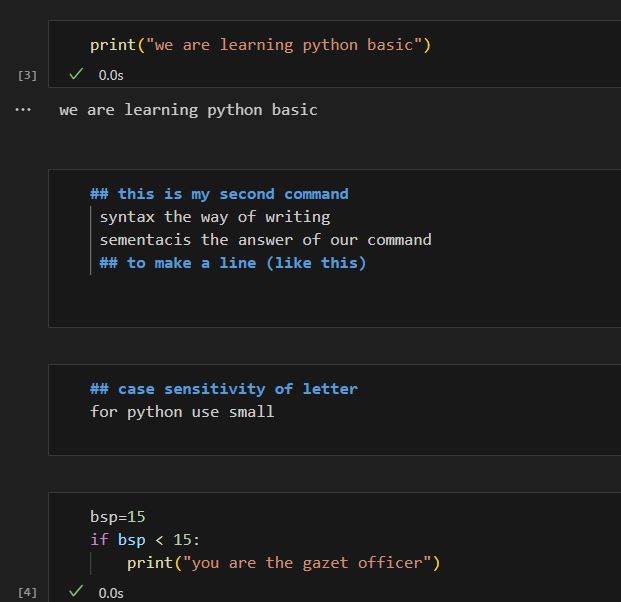 print("we are learning python basic")
[3] ✓ 0.0s
... we are learning python basic
## this is my second command
syntax the way of writing
sementacis the answer of our command
## to make a line (like this)
## case sensitivity of letter
for python use small
bsp=15
if bsp < 15:
print("you are the gazet officer")
[4] ✓ 0.0s